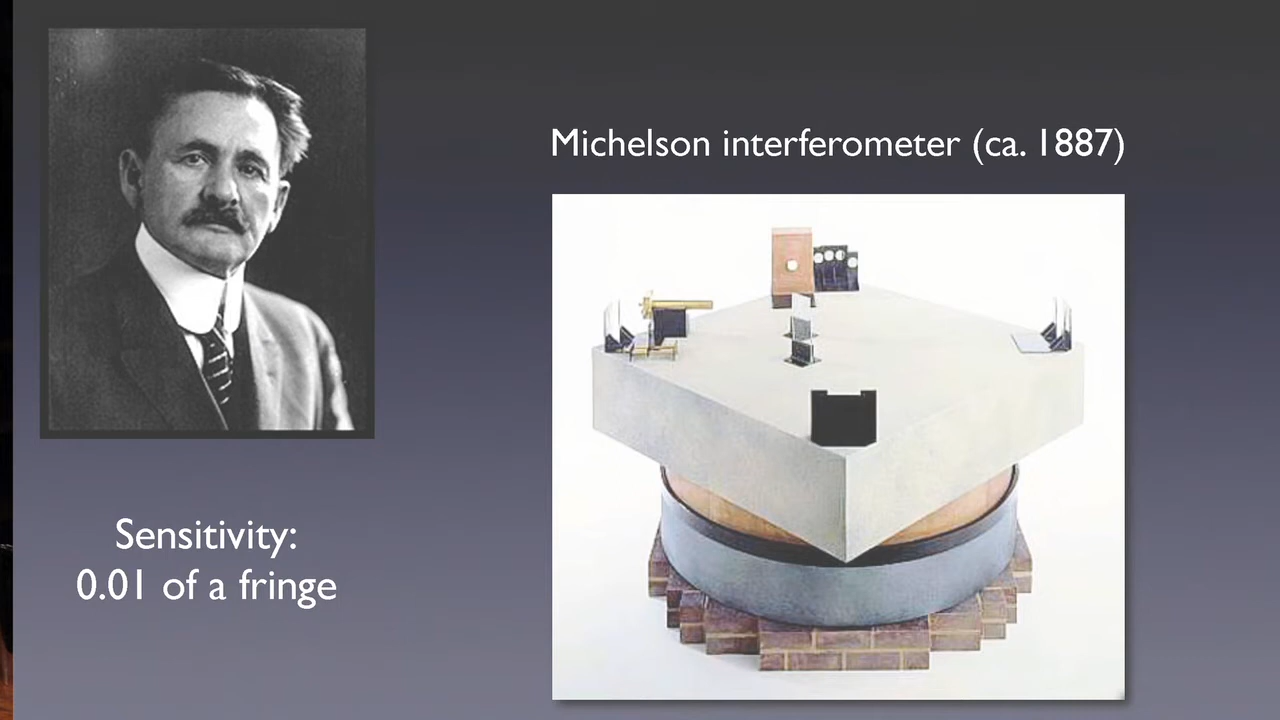 Michelson interferometer (ca. 1887)
Sensitivity:
0.01 of a fringe